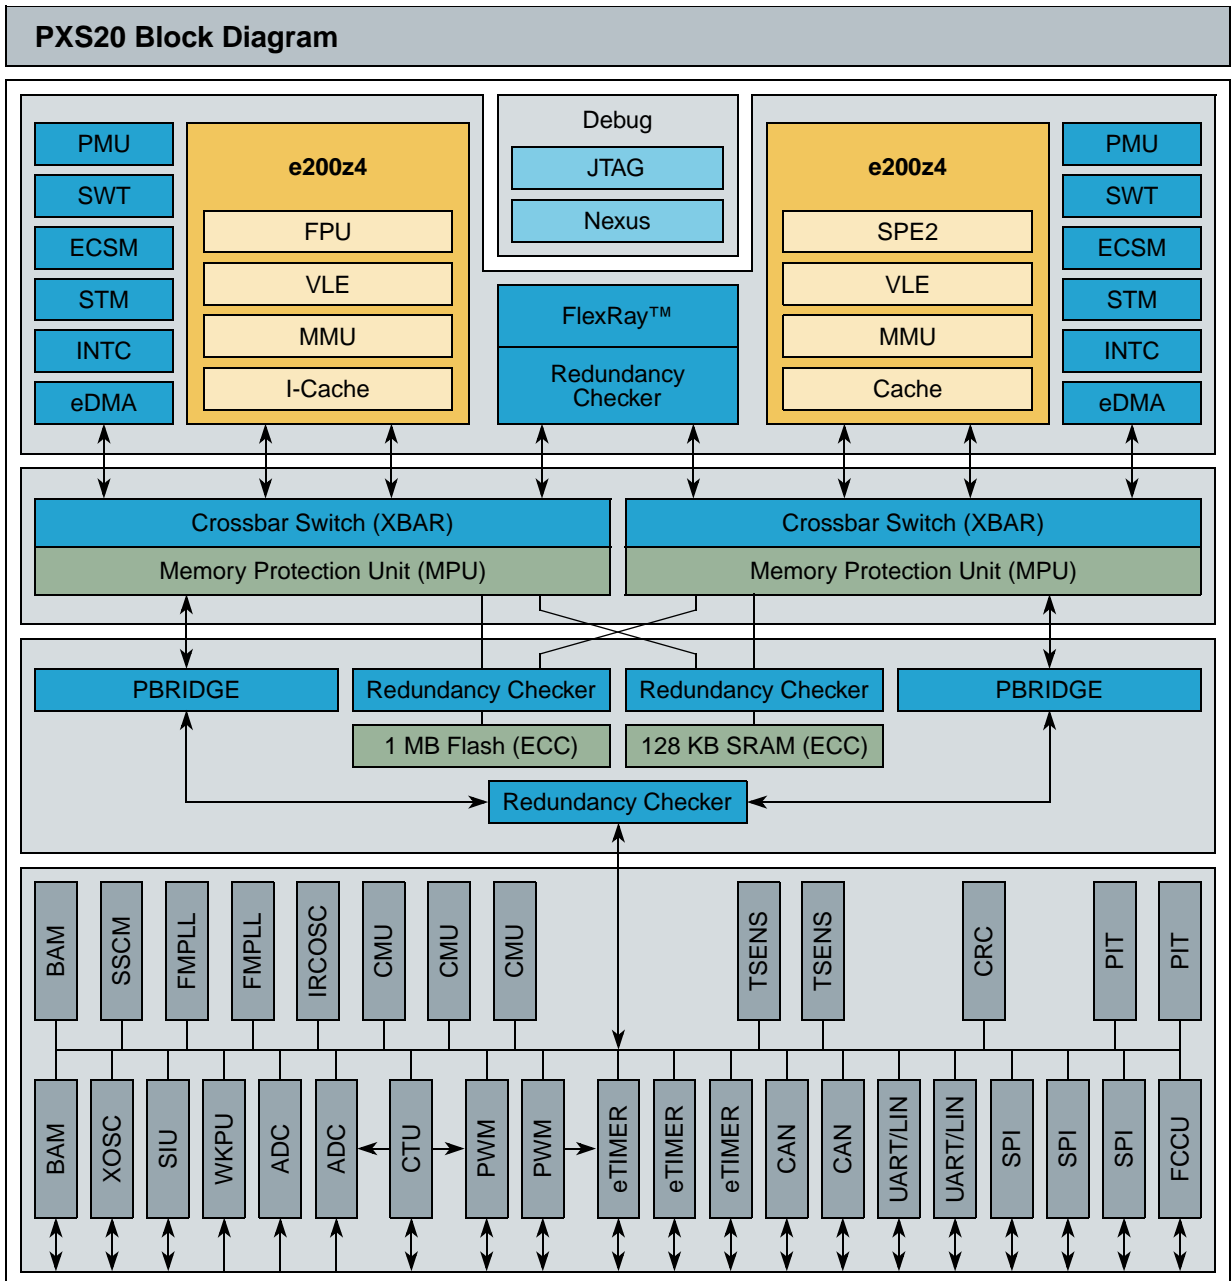 PXS20 Block Diagram
PMU
SWT
ECSM
STM
INTC
eDMA
e200z4
FPU
VLE
MMU
I-Cache
Debug
JTAG
Nexus
FlexRay™
Redundancy
Checker
e200z4
SPE2
VLE
MMU
Cache
PMU
SWT
ECSM
STM
INTC
eDMA
Crossbar Switch (XBAR)
Memory Protection Unit (MPU)
Crossbar Switch (XBAR)
Memory Protection Unit (MPU)
PBRIDGE
Redundancy Checker
Redundancy Checker
PBRIDGE
1 MB Flash (ECC)
128 KB SRAM (ECC)
Redundancy Checker
BAM
SSCM
FMPLL
FMPLL
IRCOSC
CMU
CMU
CMU
TSENS
TSENS
CRC
PIT
PIT
BAM
XOSC
SIU
WKPU
ADC
ADC
CTU
PWM
PWM
eTIMER
eTIMER
eTIMER
CAN
CAN
UART/LIN
UART/LIN
SPI
SPI
SPI
FCCU